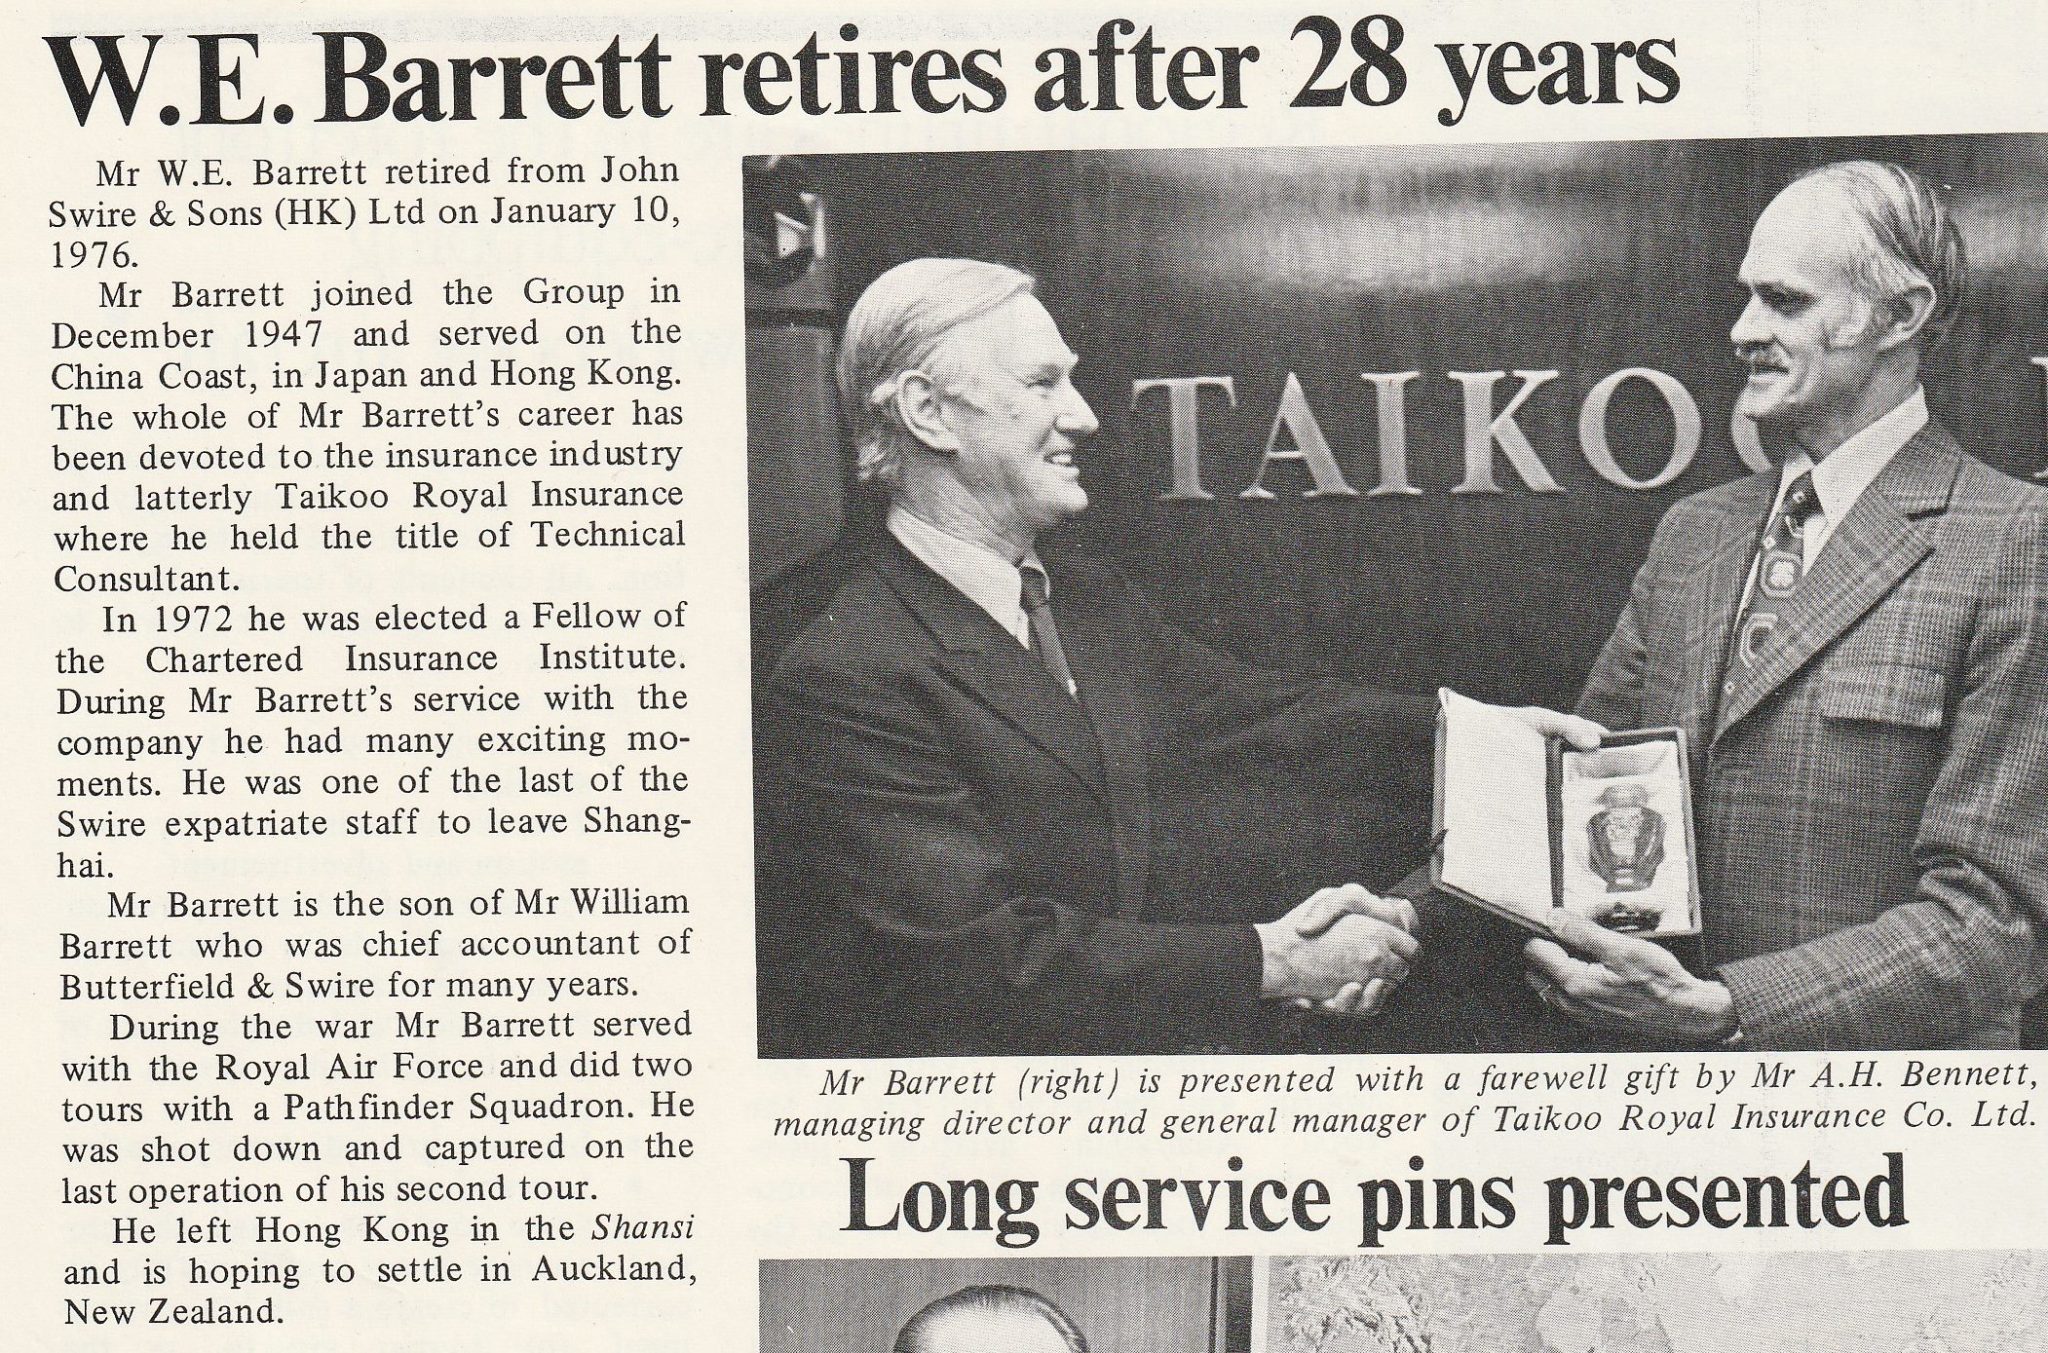 W.E. Barrett retires after 28 years
Mr W.E. Barrett retired from John
Swire & Sons (HK) Ltd on January 10,
1976.
Mr Barrett joined the Group in
December 1947 and served on the
China Coast, in Japan and Hong Kong.
The whole of Mr Barrett's career has
been devoted to the insurance industry
and latterly Taikoo Royal Insurance
where he held the title of Technical
Consultant.
In 1972 he was elected a Fellow of
the Chartered Insurance Institute.
During Mr Barrett's service with the
company he had many exciting mo-
ments. He was one of the last of the
Swire expatriate staff to leave Shang-
hai.
Mr Barrett is the son of Mr William
Barrett who was chief accountant of
Butterfield & Swire for many years.
During the war Mr Barrett served
with the Royal Air Force and did two
tours with a Pathfinder Squadron. He
was shot down and captured on the
last operation of his second tour.
He left Hong Kong in the Shansi
and is hoping to settle in Auckland,
New Zealand.
TAIKOO
Mr Barrett (right) is presented with a farewell gift by Mr A.H. Bennett,
managing director and general manager of Taikoo Royal Insurance Co. Ltd.
Long service pins presented